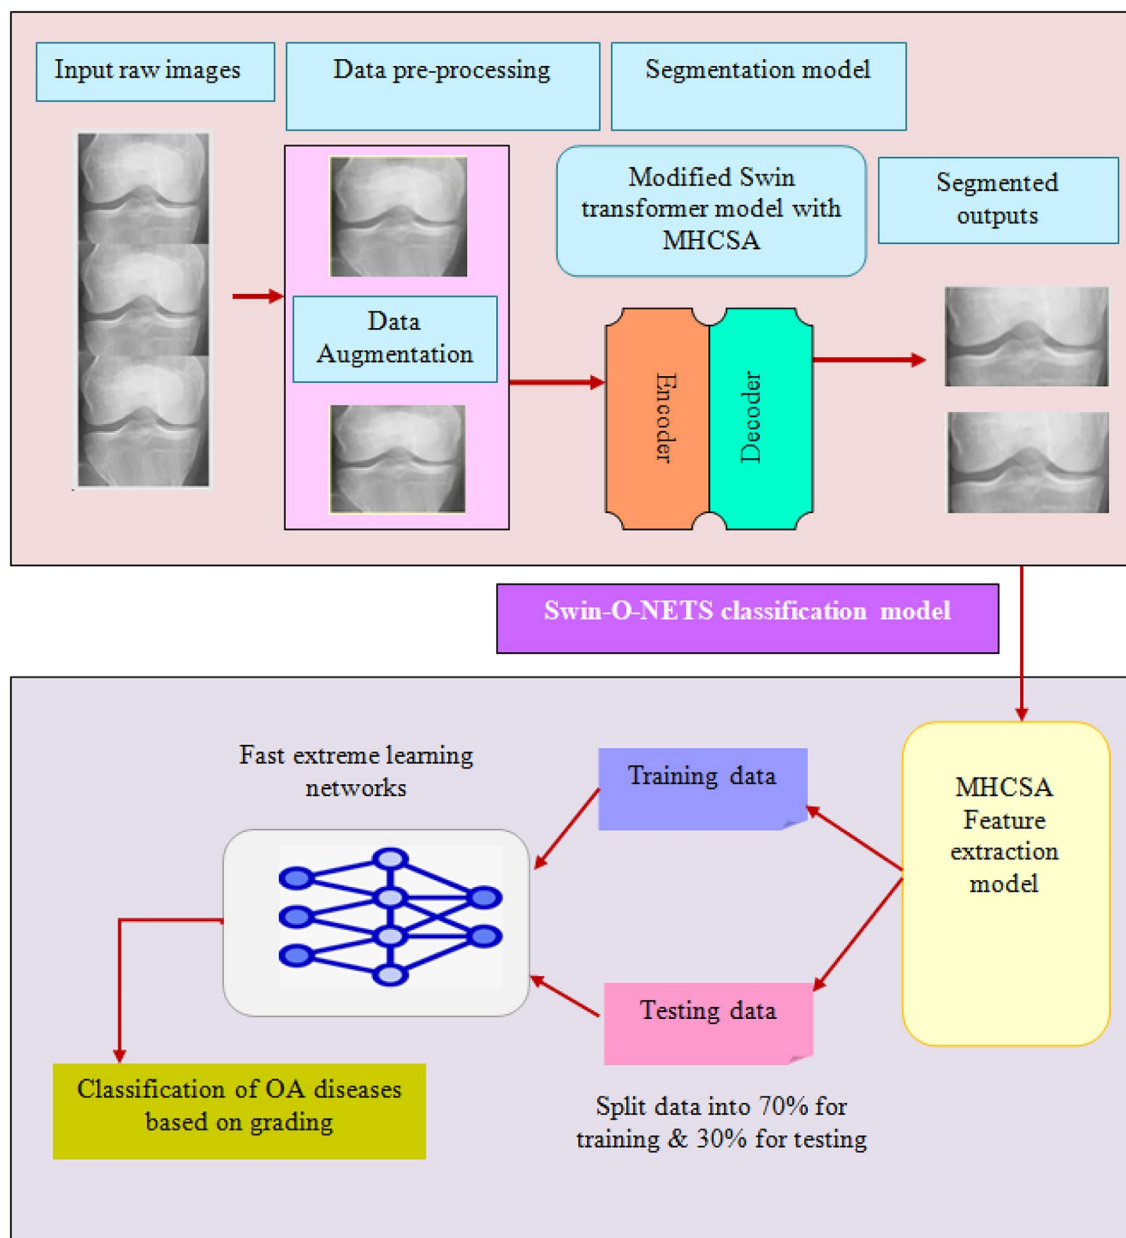 Input raw images
Data pre-processing
Segmentation model
Modified Swin
transformer model with
MHCSA
Segmented
outputs
Data
Augmentation
Encoder
Decoder
Swin-O-NETS classification model
Fast extreme learning
networks
Training data
MHCSA
Feature
extraction
model
Testing data
Classification of OA diseases
based on grading
Split data into 70% for
training & 30% for testing